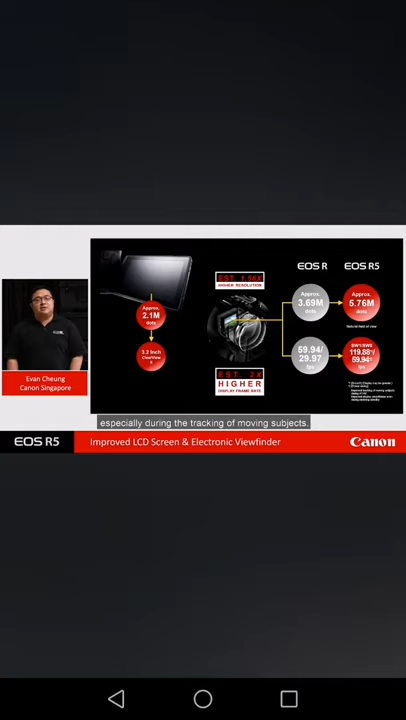 EST. 1.56X
HIGHER RESOLUTION
EOS R
EOS R5
Approx.
2.1M
dots
Approx.
3.69M
dots
Approx.
5.76M
dots
Natural field of view
3.2 Inch
59.94/
29.97
fps
119.88
59.94
fps
EST. 2X
HIGHER
DISPLAY FRAME RATE
Evan Cheung
Canon Singapore
especially during the tracking of moving subjects.
EOS R5
Improved LCD Screen & Electronic Viewfinder
Canon